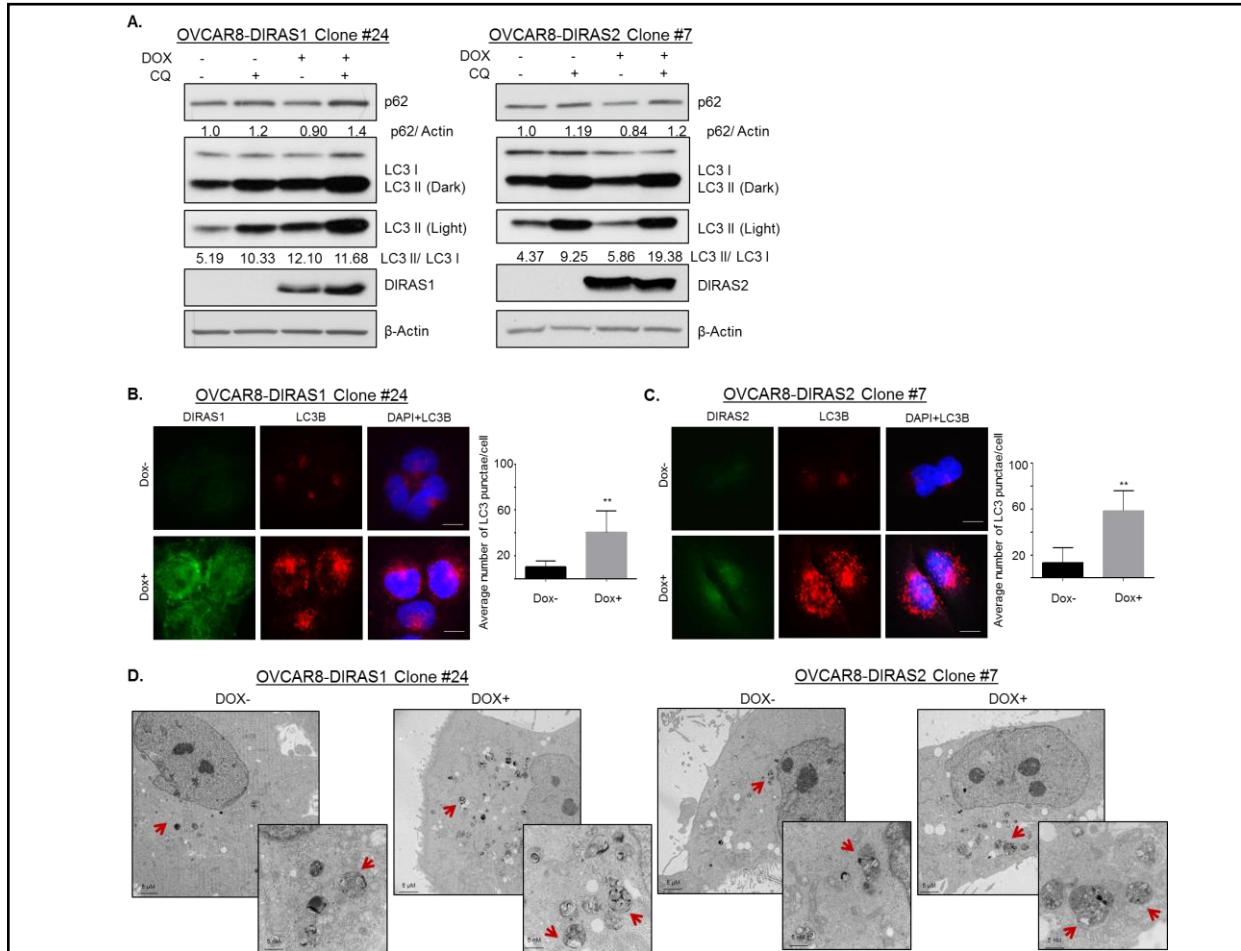 A.
OVCAR8-DIRAS1 Clone #24
DOX - - + +
CQ - + - +
p62
1.0 1.2 0.90 1.4 p62/ Actin
LC3 I
LC3 II (Dark)
LC3 II (Light)
5.19 10.33 12.10 11.68 LC3 II/ LC3 I
DIRAS1
β-Actin
OVCAR8-DIRAS2 Clone #7
DOX - - + +
CQ - + - +
p62
1.0 1.19 0.84 1.2 p62/ Actin
LC3 I
LC3 II (Dark)
LC3 II (Light)
4.37 9.25 5.86 19.38 LC3 II/ LC3 I
DIRAS2
β-Actin
B.
OVCAR8-DIRAS1 Clone #24
DIRAS1 LC3B DAPI+LC3B
Dox-
Dox+
Average number of LC3 punctae/cell
100
60
20
**
Dox- Dox+
C.
OVCAR8-DIRAS2 Clone #7
DIRAS2 LC3B DAPI+LC3B
Dox-
Dox+
Average number of LC3 punctae/cell
100
60
20
**
Dox- Dox+
D.
OVCAR8-DIRAS1 Clone #24
DOX- DOX+
OVCAR8-DIRAS2 Clone #7
DOX- DOX+